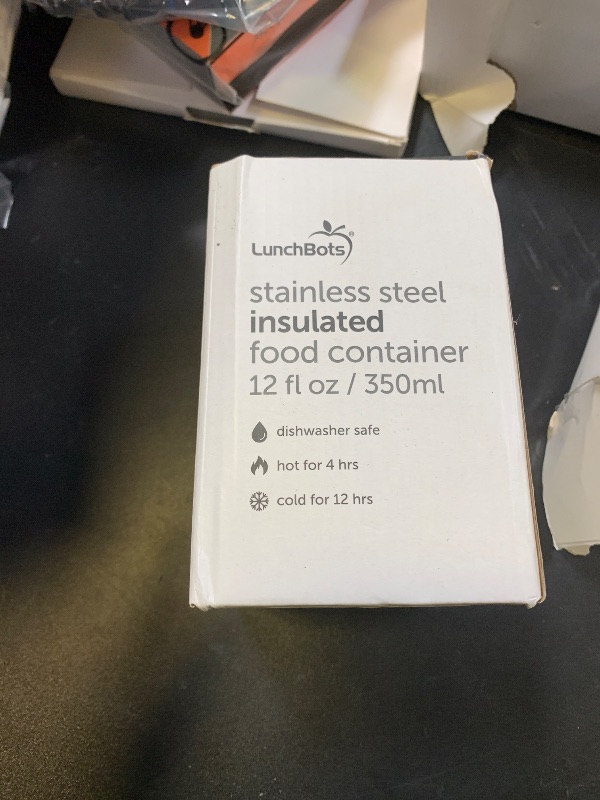 LunchBots®
stainless steel
insulated
food container
12 fl oz / 350ml
dishwasher safe
hot for 4 hrs
cold for 12 hrs